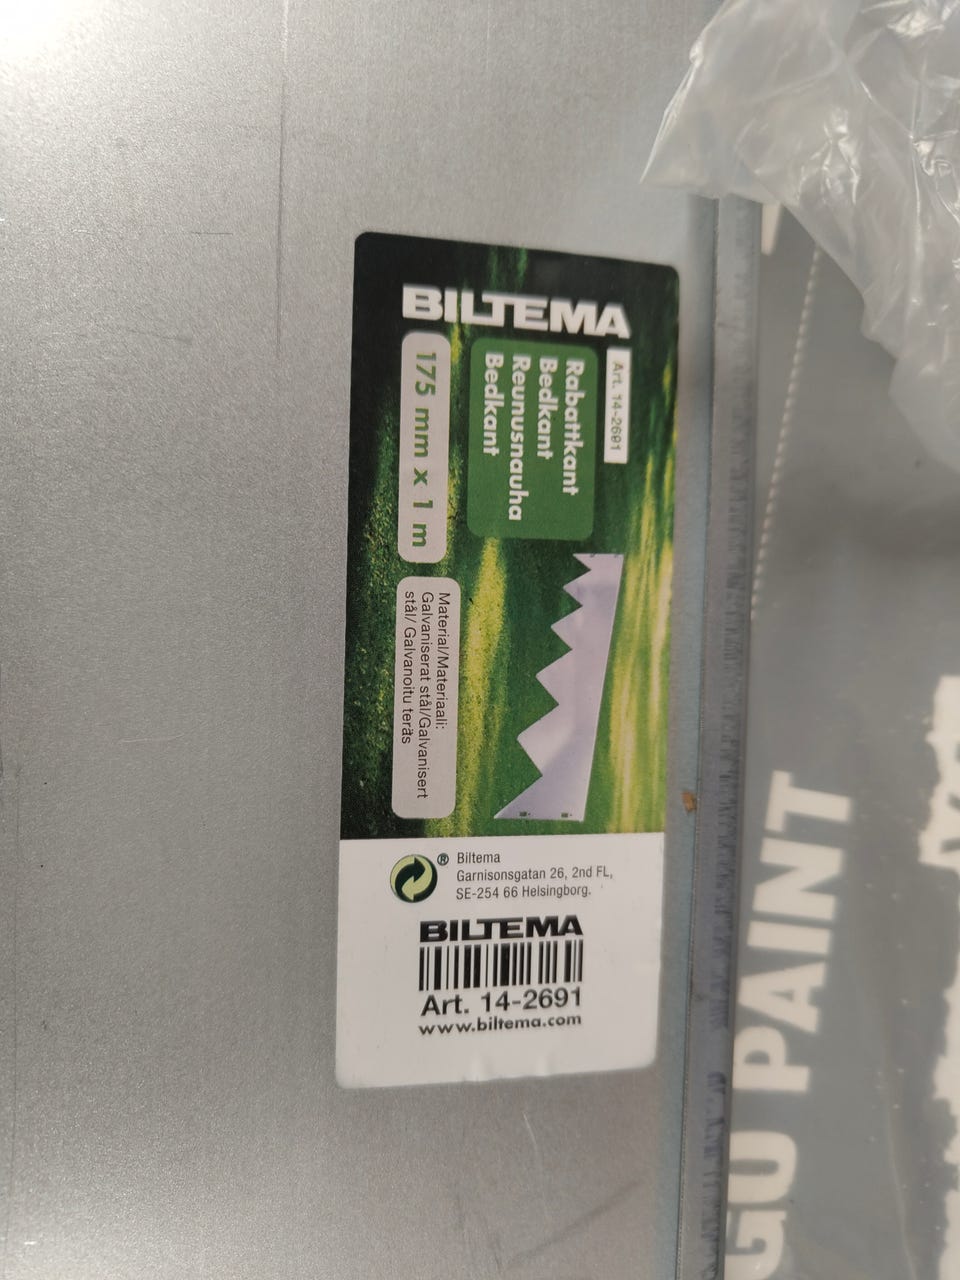 BILTEMA
Art. 14-2691
Rabattkant
Bedkant
Reunusnauha
Bedkant
175 mm x 1 m
Material/Materiaali:
Galvaniserat stål/Galvanisert
stål/ Galvanoitu teräs
® Biltema
Garnisonsgatan 26, 2nd FL,
SE-254 66 Helsingborg.
BILTEMA
Art. 14-2691
www.biltema.com
GO PAINT